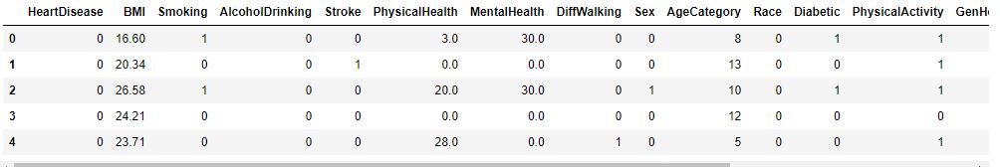 HeartDisease BMI Smoking AlcoholDrinking Stroke PhysicalHealth MentalHealth DiffWalking Sex AgeCategory Race Diabetic PhysicalActivity GenHe
0 0 16.60 1 0 0 3.0 30.0 0 0 8 0 1 1
1 0 20.34 0 0 1 0.0 0.0 0 0 13 0 0 1
2 0 26.58 1 0 0 20.0 30.0 0 1 10 0 1 1
3 0 24.21 0 0 0 0.0 0.0 0 0 12 0 0 0
4 0 23.71 0 0 0 28.0 0.0 1 0 5 0 0 1